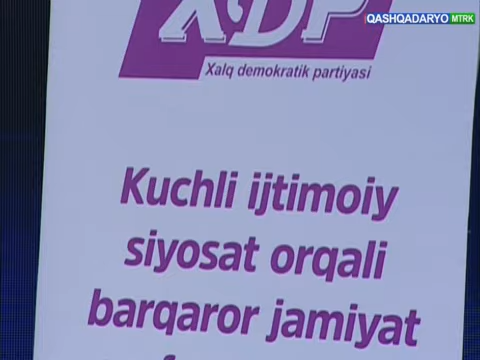 QASHQADARYO MTRK
XDP
Xalq demokratik partiyasi
Kuchli ijtimoiy
siyosat orqali
barqaror jamiyat